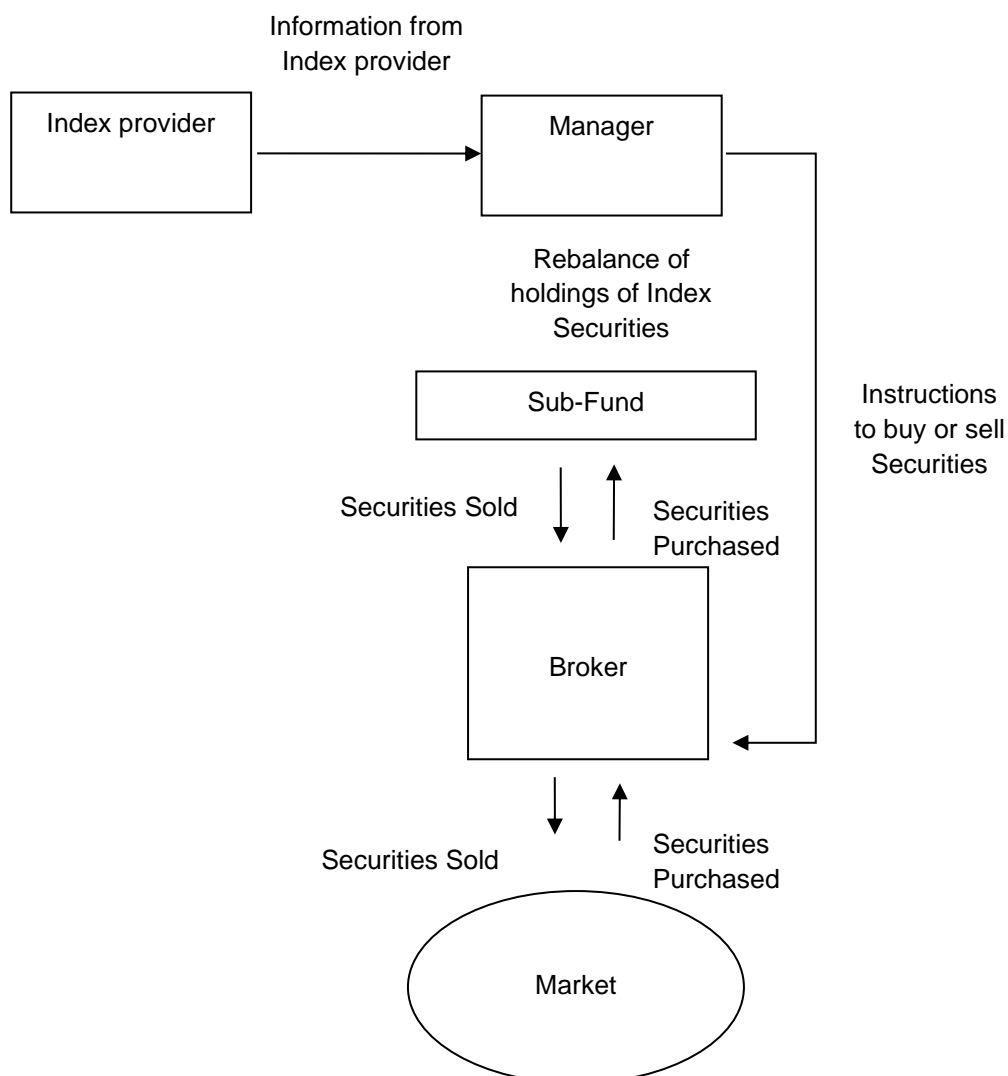 Information from
Index provider
Index provider
Manager
Rebalance of
holdings of Index
Securities
Sub-Fund
Instructions
to buy or sell
Securities
Securities Sold
Securities
Purchased
Broker
Securities Sold
Securities
Purchased
Market